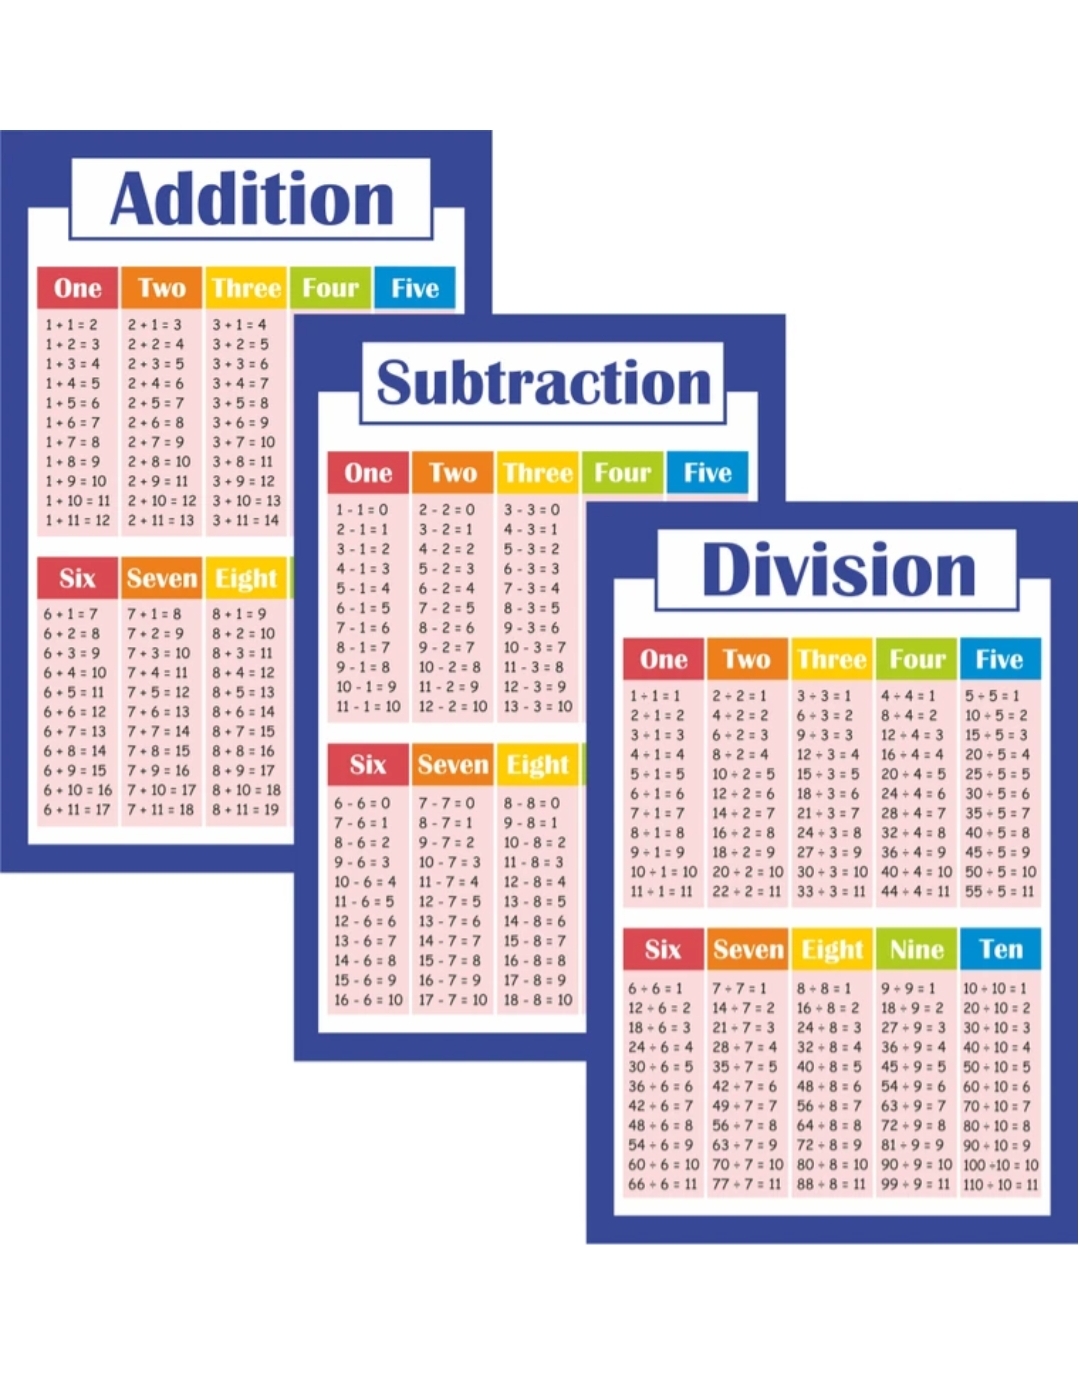 Addition
One Two Three Four Five
1 + 1 = 2 2 + 1 = 3 3 + 1 = 4
1 + 2 = 3 2 + 2 = 4 3 + 2 = 5
1 + 3 = 4 2 + 3 = 5 3 + 3 = 6
1 + 4 = 5 2 + 4 = 6 3 + 4 = 7
1 + 5 = 6 2 + 5 = 7 3 + 5 = 8
1 + 6 = 7 2 + 6 = 8 3 + 6 = 9
1 + 7 = 8 2 + 7 = 9 3 + 7 = 10
1 + 8 = 9 2 + 8 = 10 3 + 8 = 11
1 + 9 = 10 2 + 9 = 11 3 + 9 = 12
1 + 10 = 11 2 + 10 = 12 3 + 10 = 13
1 + 11 = 12 2 + 11 = 13 3 + 11 = 14
Six Seven Eight
6 + 1 = 7 7 + 1 = 8 8 + 1 = 9
6 + 2 = 8 7 + 2 = 9 8 + 2 = 10
6 + 3 = 9 7 + 3 = 10 8 + 3 = 11
6 + 4 = 10 7 + 4 = 11 8 + 4 = 12
6 + 5 = 11 7 + 5 = 12 8 + 5 = 13
6 + 6 = 12 7 + 6 = 13 8 + 6 = 14
6 + 7 = 13 7 + 7 = 14 8 + 7 = 15
6 + 8 = 14 7 + 8 = 15 8 + 8 = 16
6 + 9 = 15 7 + 9 = 16 8 + 9 = 17
6 + 10 = 16 7 + 10 = 17 8 + 10 = 18
6 + 11 = 17 7 + 11 = 18 8 + 11 = 19
Subtraction
One Two Three Four Five
1 - 1 = 0 2 - 2 = 0 3 - 3 = 0
2 - 1 = 1 3 - 2 = 1 4 - 3 = 1
3 - 1 = 2 4 - 2 = 2 5 - 3 = 2
4 - 1 = 3 5 - 2 = 3 6 - 3 = 3
5 - 1 = 4 6 - 2 = 4 7 - 3 = 4
6 - 1 = 5 7 - 2 = 5 8 - 3 = 5
7 - 1 = 6 8 - 2 = 6 9 - 3 = 6
8 - 1 = 7 9 - 2 = 7 10 - 3 = 7
9 - 1 = 8 10 - 2 = 8 11 - 3 = 8
10 - 1 = 9 11 - 2 = 9 12 - 3 = 9
11 - 1 = 10 12 - 2 = 10 13 - 3 = 10
Six Seven Eight
6 - 6 = 0 7 - 7 = 0 8 - 8 = 0
7 - 6 = 1 8 - 7 = 1 9 - 8 = 1
8 - 6 = 2 9 - 7 = 2 10 - 8 = 2
9 - 6 = 3 10 - 7 = 3 11 - 8 = 3
10 - 6 = 4 11 - 7 = 4 12 - 8 = 4
11 - 6 = 5 12 - 7 = 5 13 - 8 = 5
12 - 6 = 6 13 - 7 = 6 14 - 8 = 6
13 - 6 = 7 14 - 7 = 7 15 - 8 = 7
14 - 6 = 8 15 - 7 = 8 16 - 8 = 8
15 - 6 = 9 16 - 7 = 9 17 - 8 = 9
16 - 6 = 10 17 - 7 = 10 18 - 8 = 10
Division
One Two Three Four Five
1 ÷ 1 = 1 2 ÷ 2 = 1 3 ÷ 3 = 1 4 ÷ 4 = 1 5 ÷ 5 = 1
2 ÷ 1 = 2 4 ÷ 2 = 2 6 ÷ 3 = 2 8 ÷ 4 = 2 10 ÷ 5 = 2
3 ÷ 1 = 3 6 ÷ 2 = 3 9 ÷ 3 = 3 12 ÷ 4 = 3 15 ÷ 5 = 3
4 ÷ 1 = 4 8 ÷ 2 = 4 12 ÷ 3 = 4 16 ÷ 4 = 4 20 ÷ 5 = 4
5 ÷ 1 = 5 10 ÷ 2 = 5 15 ÷ 3 = 5 20 ÷ 4 = 5 25 ÷ 5 = 5
6 ÷ 1 = 6 12 ÷ 2 = 6 18 ÷ 3 = 6 24 ÷ 4 = 6 30 ÷ 5 = 6
7 ÷ 1 = 7 14 ÷ 2 = 7 21 ÷ 3 = 7 28 ÷ 4 = 7 35 ÷ 5 = 7
8 ÷ 1 = 8 16 ÷ 2 = 8 24 ÷ 3 = 8 32 ÷ 4 = 8 40 ÷ 5 = 8
9 ÷ 1 = 9 18 ÷ 2 = 9 27 ÷ 3 = 9 36 ÷ 4 = 9 45 ÷ 5 = 9
10 ÷ 1 = 10 20 ÷ 2 = 10 30 ÷ 3 = 10 40 ÷ 4 = 10 50 ÷ 5 = 10
11 ÷ 1 = 11 22 ÷ 2 = 11 33 ÷ 3 = 11 44 ÷ 4 = 11 55 ÷ 5 = 11
Six Seven Eight Nine Ten
6 ÷ 6 = 1 7 ÷ 7 = 1 8 ÷ 8 = 1 9 ÷ 9 = 1 10 ÷ 10 = 1
12 ÷ 6 = 2 14 ÷ 7 = 2 16 ÷ 8 = 2 18 ÷ 9 = 2 20 ÷ 10 = 2
18 ÷ 6 = 3 21 ÷ 7 = 3 24 ÷ 8 = 3 27 ÷ 9 = 3 30 ÷ 10 = 3
24 ÷ 6 = 4 28 ÷ 7 = 4 32 ÷ 8 = 4 36 ÷ 9 = 4 40 ÷ 10 = 4
30 ÷ 6 = 5 35 ÷ 7 = 5 40 ÷ 8 = 5 45 ÷ 9 = 5 50 ÷ 10 = 5
36 ÷ 6 = 6 42 ÷ 7 = 6 48 ÷ 8 = 6 54 ÷ 9 = 6 60 ÷ 10 = 6
42 ÷ 6 = 7 49 ÷ 7 = 7 56 ÷ 8 = 7 63 ÷ 9 = 7 70 ÷ 10 = 7
48 ÷ 6 = 8 56 ÷ 7 = 8 64 ÷ 8 = 8 72 ÷ 9 = 8 80 ÷ 10 = 8
54 ÷ 6 = 9 63 ÷ 7 = 9 72 ÷ 8 = 9 81 ÷ 9 = 9 90 ÷ 10 = 9
60 ÷ 6 = 10 70 ÷ 7 = 10 80 ÷ 8 = 10 90 ÷ 9 = 10 100 ÷10 = 10
66 ÷ 6 = 11 77 ÷ 7 = 11 88 ÷ 8 = 11 99 ÷ 9 = 11 110 ÷ 10 = 11